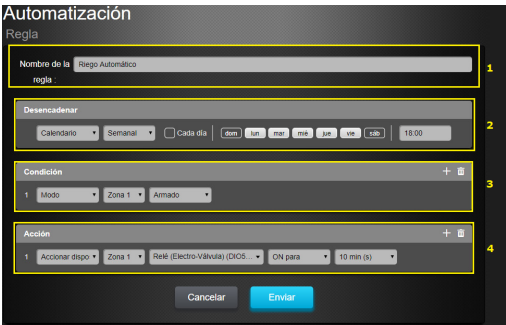 Automatización
Regla
Nombre de la regla : Riego Automático
1
Desencadenar
Calendario Semanal Cada día dom lun mar mié jue vie sáb 18:00
2
Condición
1 Modo Zona 1 Armado
3
Acción
1 Accionar dispo Zona 1 Relé (Electro-Válvula) (DIO5... ON para 10 min (s)
4
Cancelar Enviar